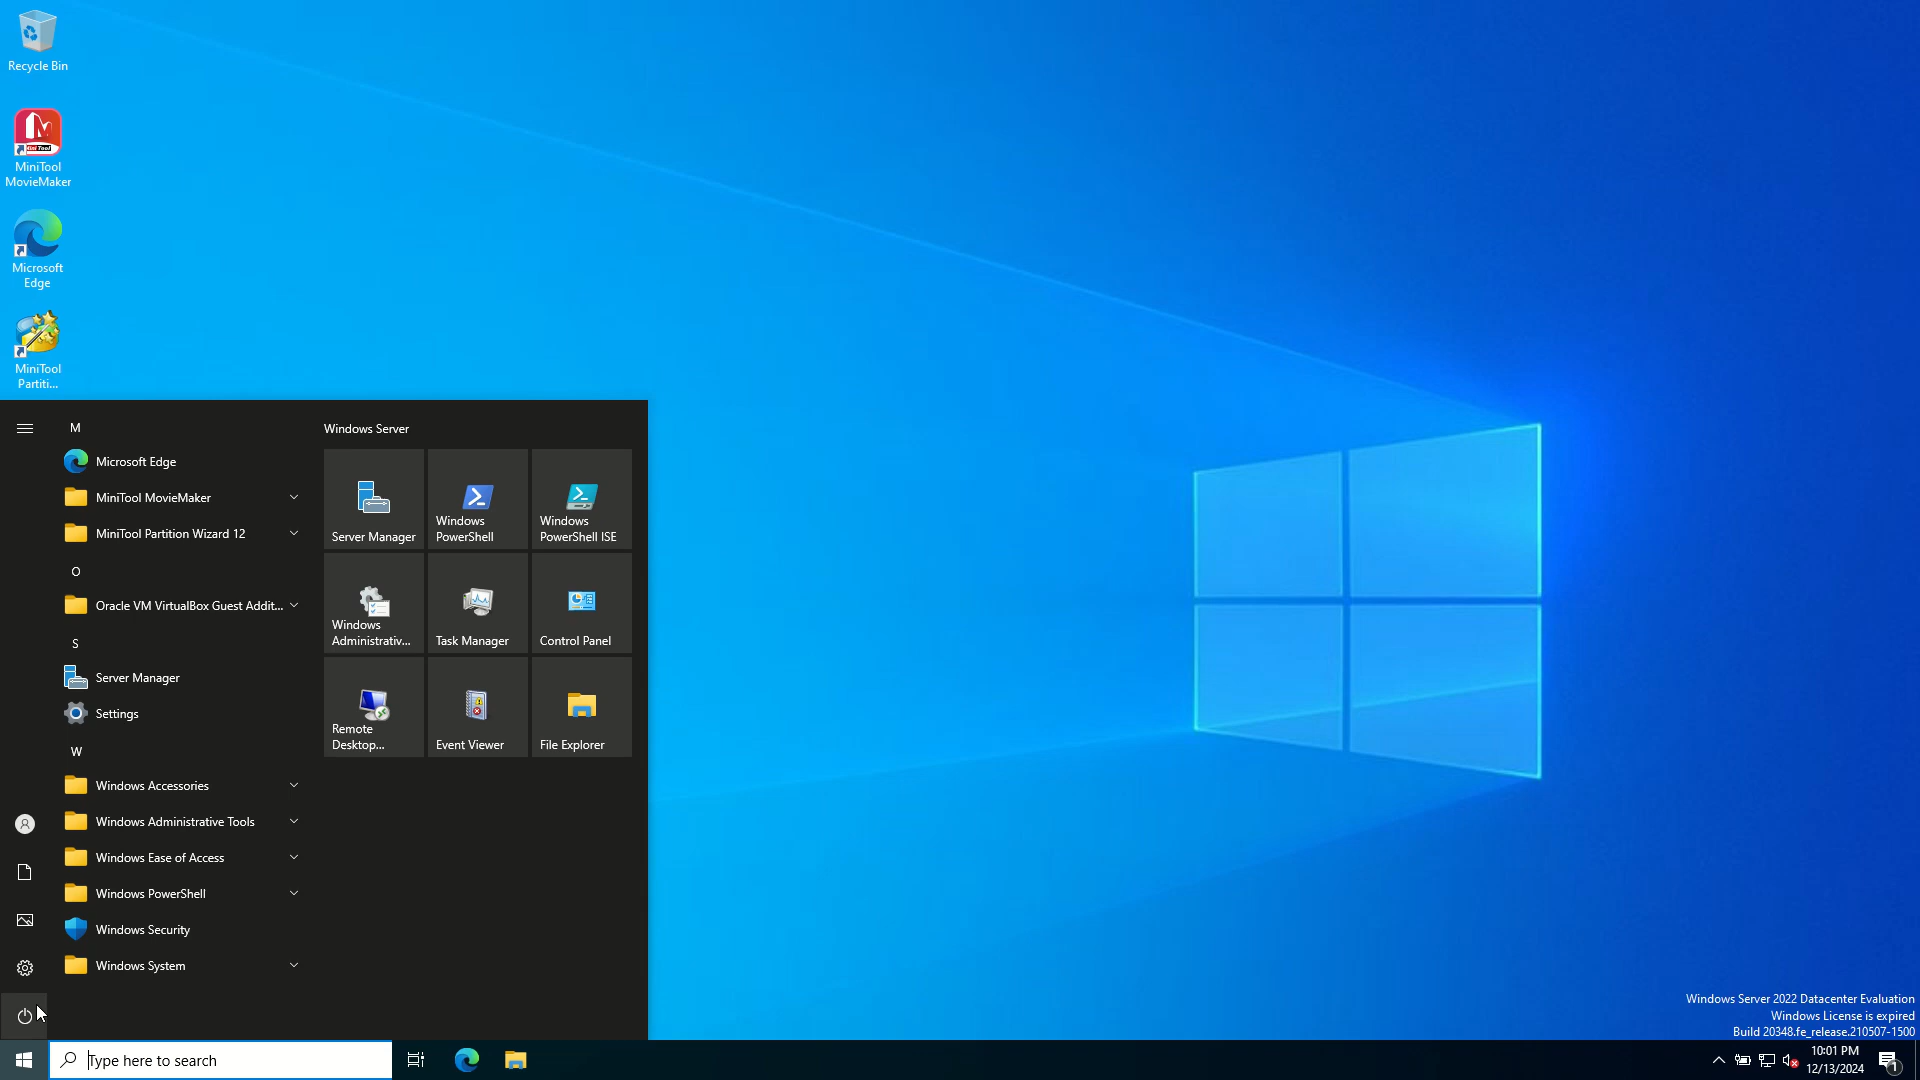 Recycle Bin
MiniTool
MovieMaker
Microsoft
Edge
MiniTool
Partiti...
M
Microsoft Edge
MiniTool MovieMaker
MiniTool Partition Wizard 12
O
Oracle VM VirtualBox Guest Addit...
S
Server Manager
Settings
W
Windows Accessories
Windows Administrative Tools
Windows Ease of Access
Windows PowerShell
Windows Security
Windows System
Windows Server
Server Manager
Windows
PowerShell
Windows
PowerShell ISE
Windows
Administrativ...
Task Manager
Control Panel
Remote
Desktop...
Event Viewer
File Explorer
Windows Server 2022 Datacenter Evaluation
Windows License is expired
Build 20348.fe_release.210507-1500
Type here to search
10:01 PM
12/13/2024
1